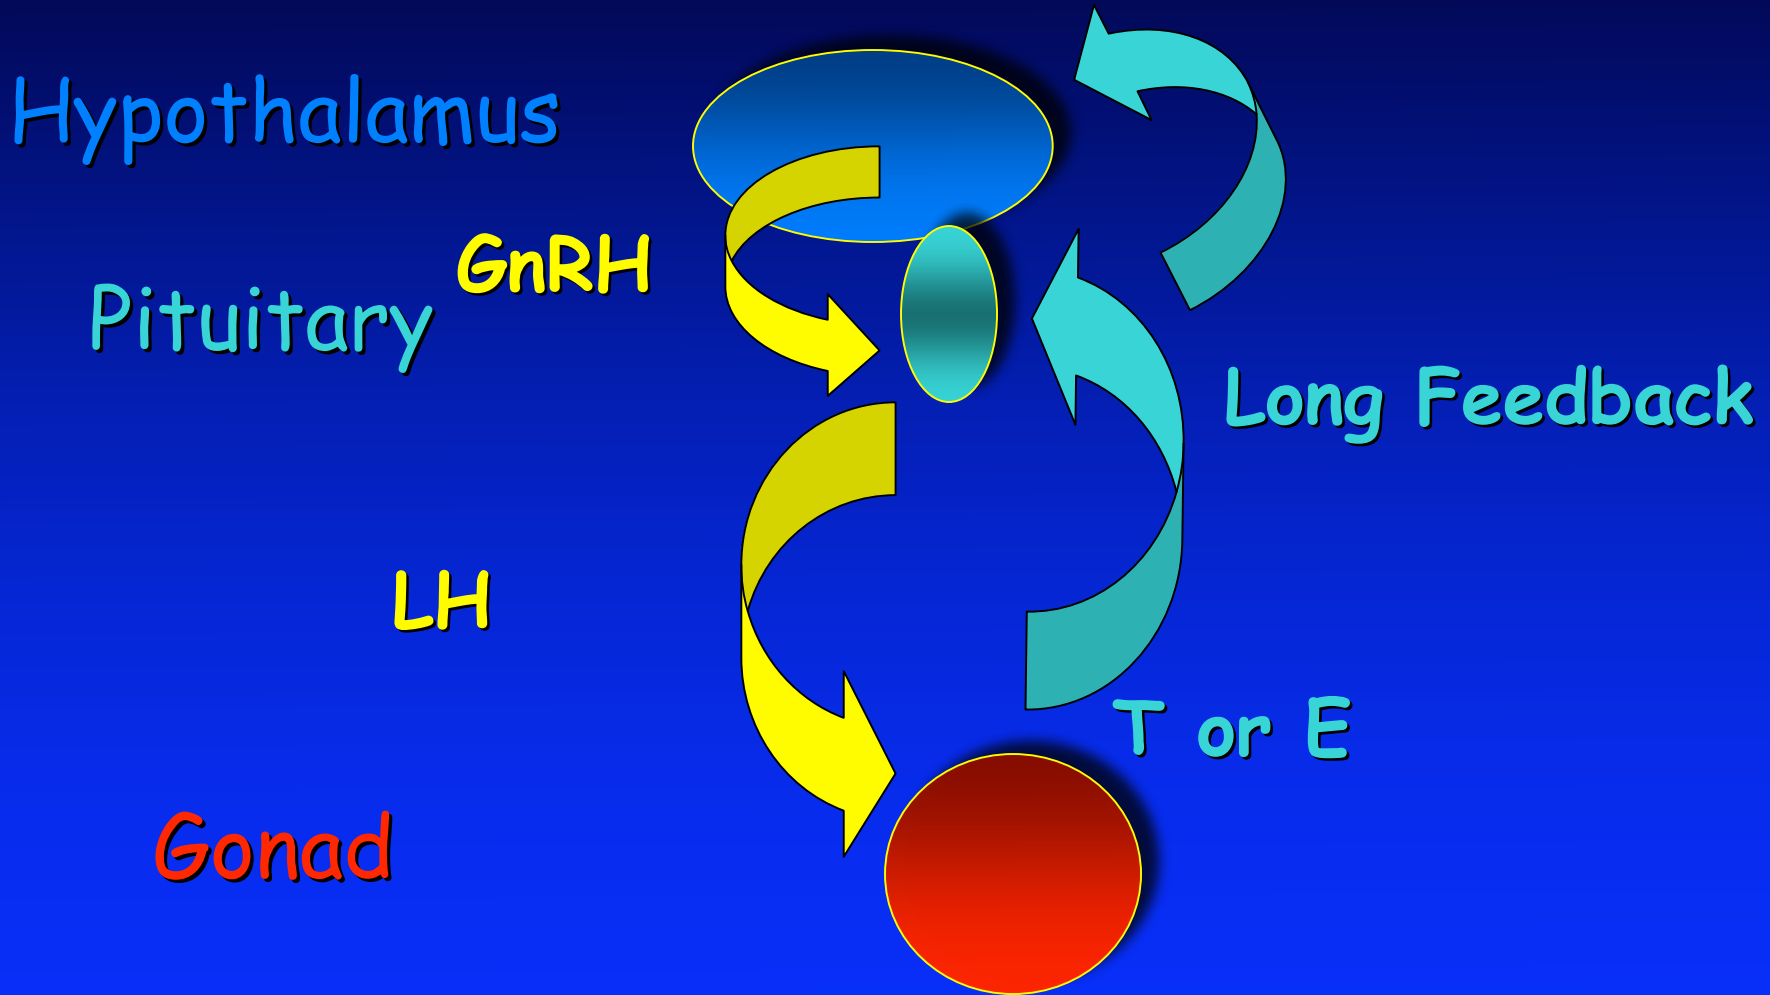 Hypothalamus
GnRH
Pituitary
Long Feedback
LH
T or E
Gonad